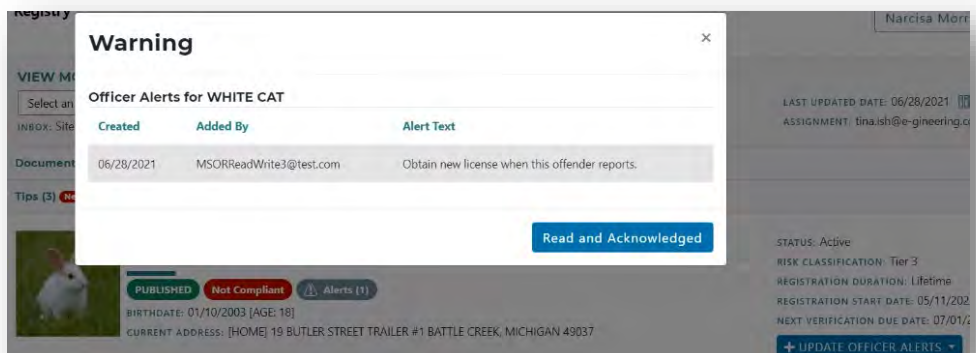 Registry
Narcisa Morr
Warning
×
VIEW MO
Select an
INBOX: Site
Officer Alerts for WHITE CAT
LAST UPDATED DATE: 06/28/2021
ASSIGNMENT: tina.ish@e-gineering.co
Created Added By Alert Text
06/28/2021 MSORReadWrite3@test.com Obtain new license when this offender reports.
Document
Tips (3) Ne
Read and Acknowledged
STATUS: Active
RISK CLASSIFICATION: Tier 3
REGISTRATION DURATION: Lifetime
PUBLISHED Not Compliant Alerts (1)
REGISTRATION START DATE: 05/11/202
BIRTHDATE: 01/10/2003 [AGE: 18]
NEXT VERIFICATION DUE DATE: 07/01/2
CURRENT ADDRESS: [HOME] 19 BUTLER STREET TRAILER #1 BATTLE CREEK, MICHIGAN 49037
+ UPDATE OFFICER ALERTS